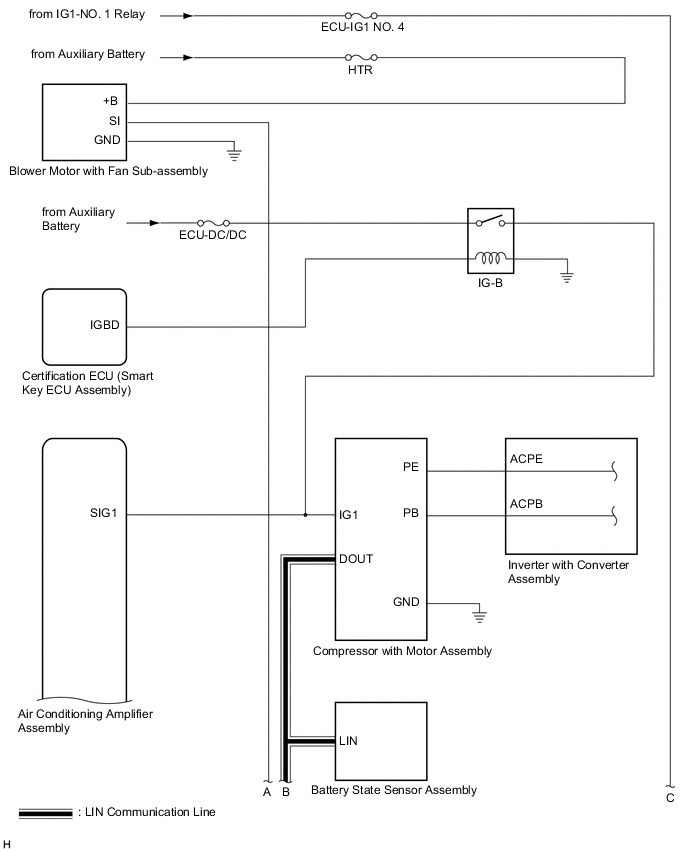 from IG1-NO. 1 Relay
ECU-IG1 NO. 4
from Auxiliary Battery
HTR
+B
SI
GND
Blower Motor with Fan Sub-assembly
from Auxiliary
Battery
ECU-DC/DC
IG-B
IGBD
Certification ECU (Smart
Key ECU Assembly)
PE
ACPE
SIG1
IG1
PB
ACPB
DOUT
Inverter with Converter
Assembly
GND
Compressor with Motor Assembly
Air Conditioning Amplifier
Assembly
LIN
A
B
Battery State Sensor Assembly
C
: LIN Communication Line
H